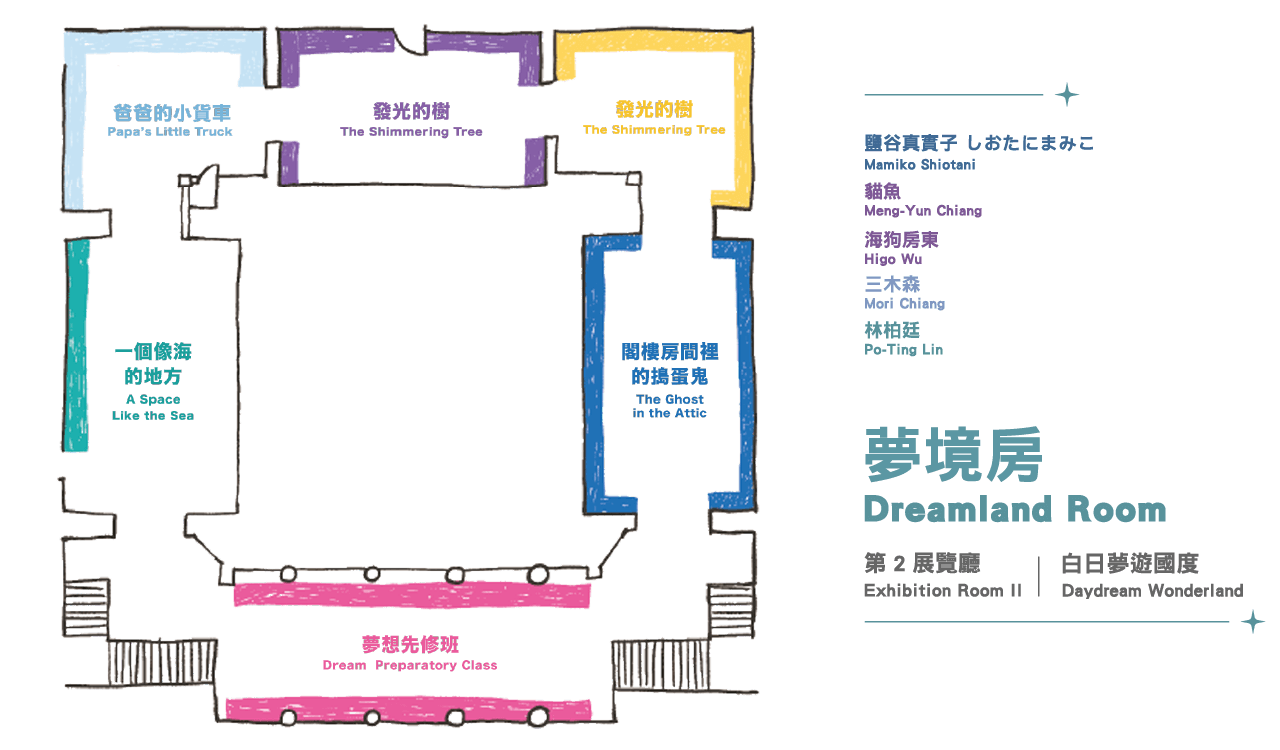 爸爸的小貨車
Papa's Little Truck
發光的樹
The Shimmering Tree
發光的樹
The Shimmering Tree
一個像海
的地方
A Space
Like the Sea
閣樓房間裡
的搗蛋鬼
The Ghost
in the Attic
夢想先修班
Dream Preparatory Class
鹽谷真實子 しおたにまみこ
Mamiko Shiotani
貓魚
Meng-Yun Chiang
海狗房東
Higo Wu
三木森
Mori Chiang
林柏廷
Po-Ting Lin
夢境房
Dreamland Room
第 2 展覽廳
Exhibition Room II
白日夢遊國度
Daydream Wonderland